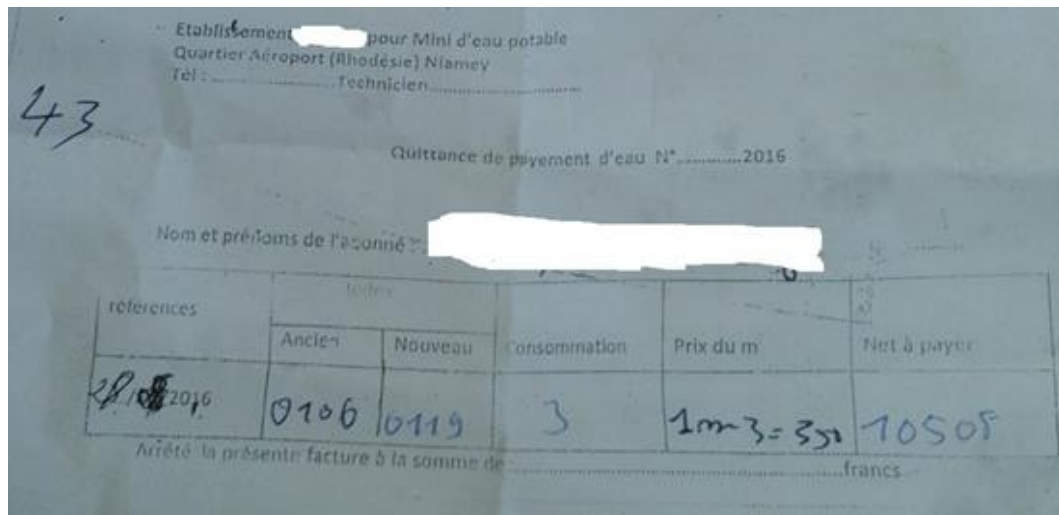 Etablissement pour Mini d'eau potable
Quartier Aéroport (Rhodésie) Niamey
Tél : ....................Technicien........................
43
Quittance de payement d'eau N°.............2016
Nom et prénoms de l'abonné :
références Index Consommation Prix du m Net à payer
Ancien Nouveau
28/ /2016 0106 0119 3 1m3=350
Arrêté la présente facture à la somme de ..................................................francs